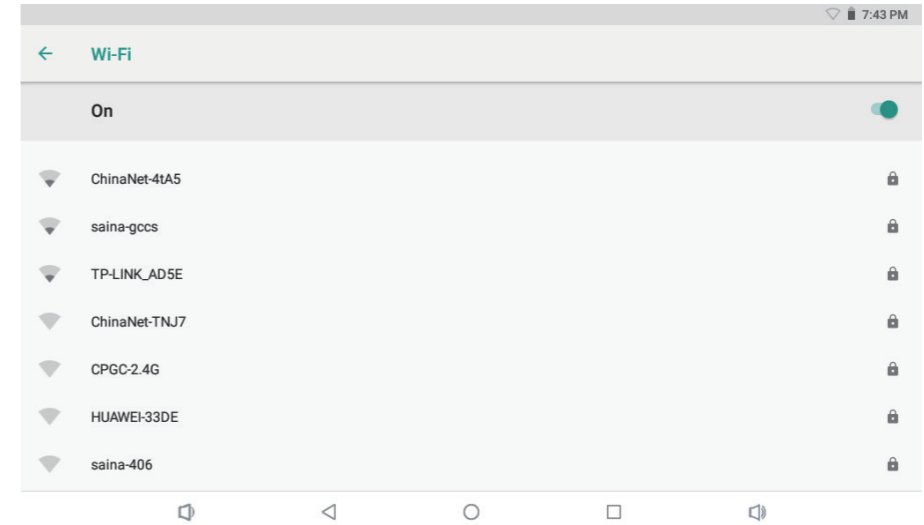 7:43 PM
Wi-Fi
On
ChinaNet-4tA5
saina-gccs
TP-LINK_AD5E
ChinaNet-TNJ7
CPGC-2.4G
HUAWEI-33DE
saina-406